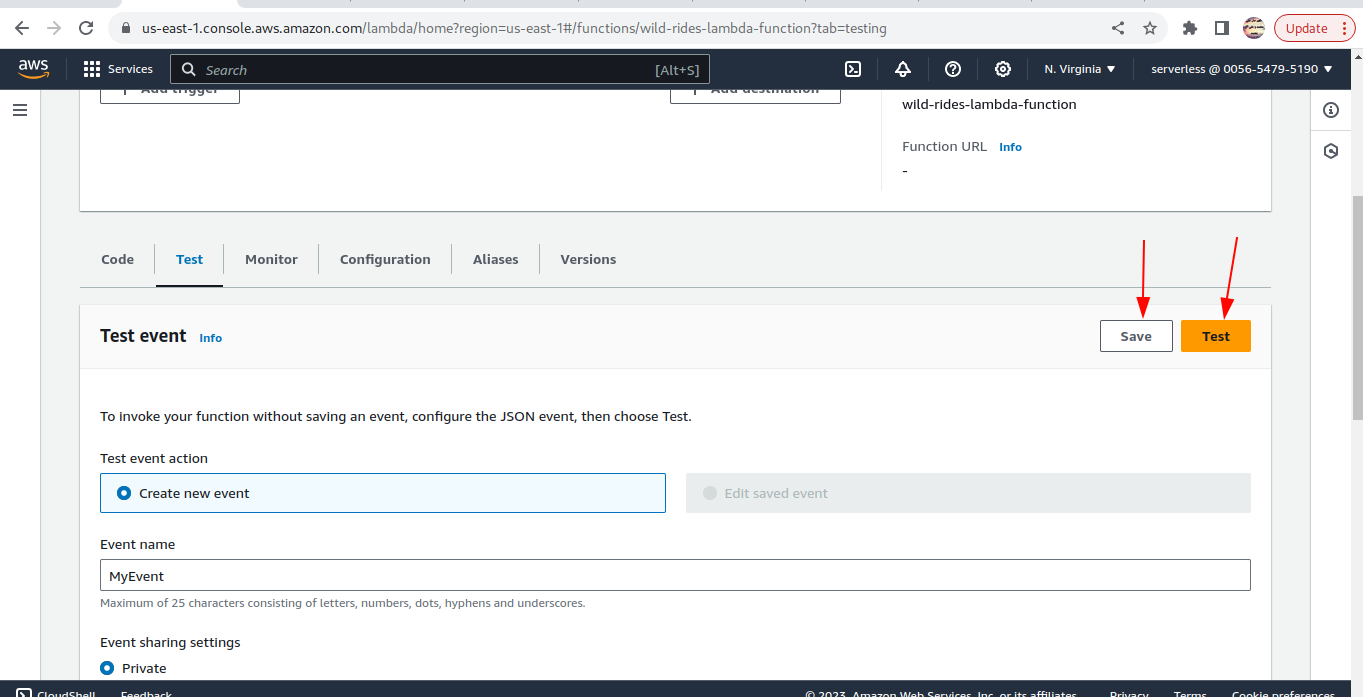 us-east-1.console.aws.amazon.com/lambda/home?region=us-east-1#/functions/wild-rides-lambda-function?tab=testing
Update
aws
Services
Search
[Alt+S]
N. Virginia
serverless @ 0056-5479-5190
Add trigger
Add destination
wild-rides-lambda-function
Function URL Info
-
Code Test Monitor Configuration Aliases Versions
Test event Info
Save Test
To invoke your function without saving an event, configure the JSON event, then choose Test.
Test event action
Create new event
Edit saved event
Event name
MyEvent
Maximum of 25 characters consisting of letters, numbers, dots, hyphens and underscores.
Event sharing settings
Private
CloudShell Feedback © 2023, Amazon Web Services, Inc. or its affiliates. Privacy Terms Cookie preferences